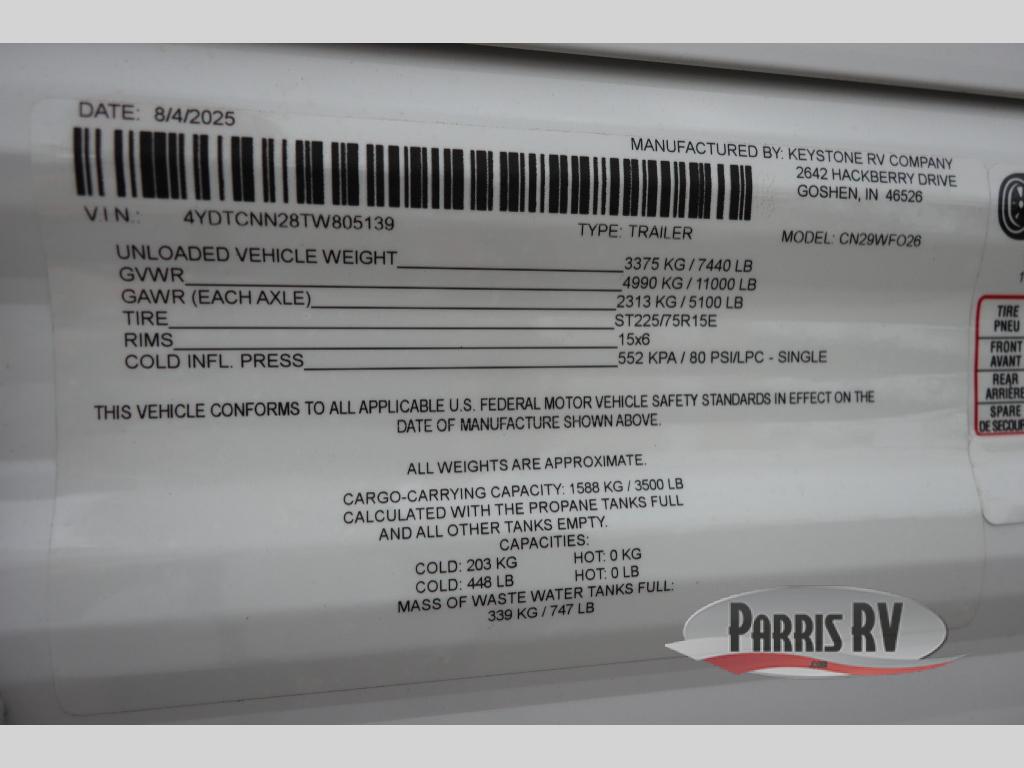 DATE: 8/4/2025
MANUFACTURED BY: KEYSTONE RV COMPANY
2642 HACKBERRY DRIVE
GOSHEN, IN 46526
V.I.N.: 4YDTCNN28TW805139
TYPE: TRAILER
MODEL: CN29WFO26
UNLOADED VEHICLE WEIGHT 3375 KG / 7440 LB
GVWR 4990 KG / 11000 LB
GAWR (EACH AXLE) 2313 KG / 5100 LB
TIRE ST225/75R15E
RIMS 15x6
COLD INFL. PRESS 552 KPA / 80 PSI/LPC - SINGLE
THIS VEHICLE CONFORMS TO ALL APPLICABLE U.S. FEDERAL MOTOR VEHICLE SAFETY STANDARDS IN EFFECT ON THE
DATE OF MANUFACTURE SHOWN ABOVE.
ALL WEIGHTS ARE APPROXIMATE.
CARGO-CARRYING CAPACITY: 1588 KG / 3500 LB
CALCULATED WITH THE PROPANE TANKS FULL
AND ALL OTHER TANKS EMPTY.
CAPACITIES:
COLD: 203 KG HOT: 0 KG
COLD: 448 LB HOT: 0 LB
MASS OF WASTE WATER TANKS FULL:
339 KG / 747 LB
TIRE
PNEU
FRONT
AVANT
REAR
ARRIÈRE
SPARE
DE SECOUR
PARRIS RV
.com